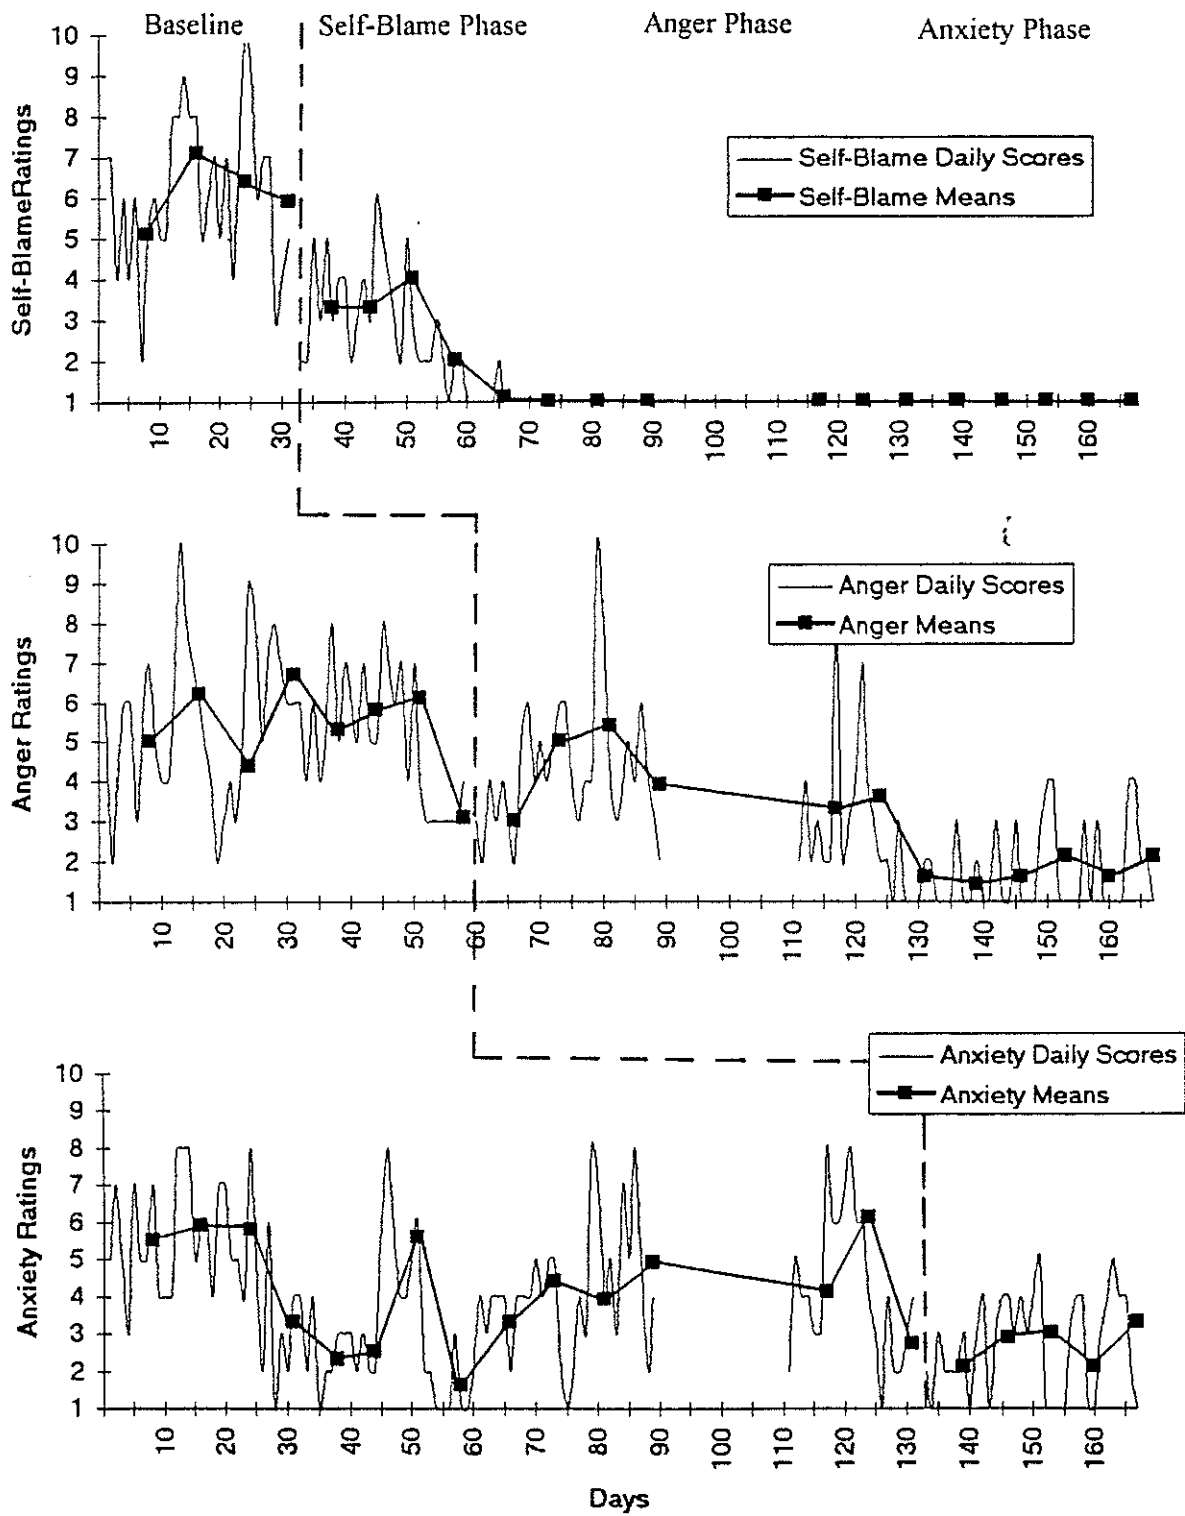 Baseline Self-Blame Phase Anger Phase Anxiety Phase
Self-BlameRatings
10
9
8
7
6
5
4
3
2
1
Self-Blame Daily Scores
Self-Blame Means
10 20 30 31 40 50 60 70 80 90 100 110 120 130 140 150 160
Anger Ratings
10
9
8
7
6
5
4
3
2
1
Anger Daily Scores
Anger Means
10 20 30 40 50 60 70 80 90 100 110 120 130 140 150 160
Anxiety Ratings
10
9
8
7
6
5
4
3
2
1
Anxiety Daily Scores
Anxiety Means
10 20 30 40 50 60 70 80 90 100 110 120 130 140 150 160
Days